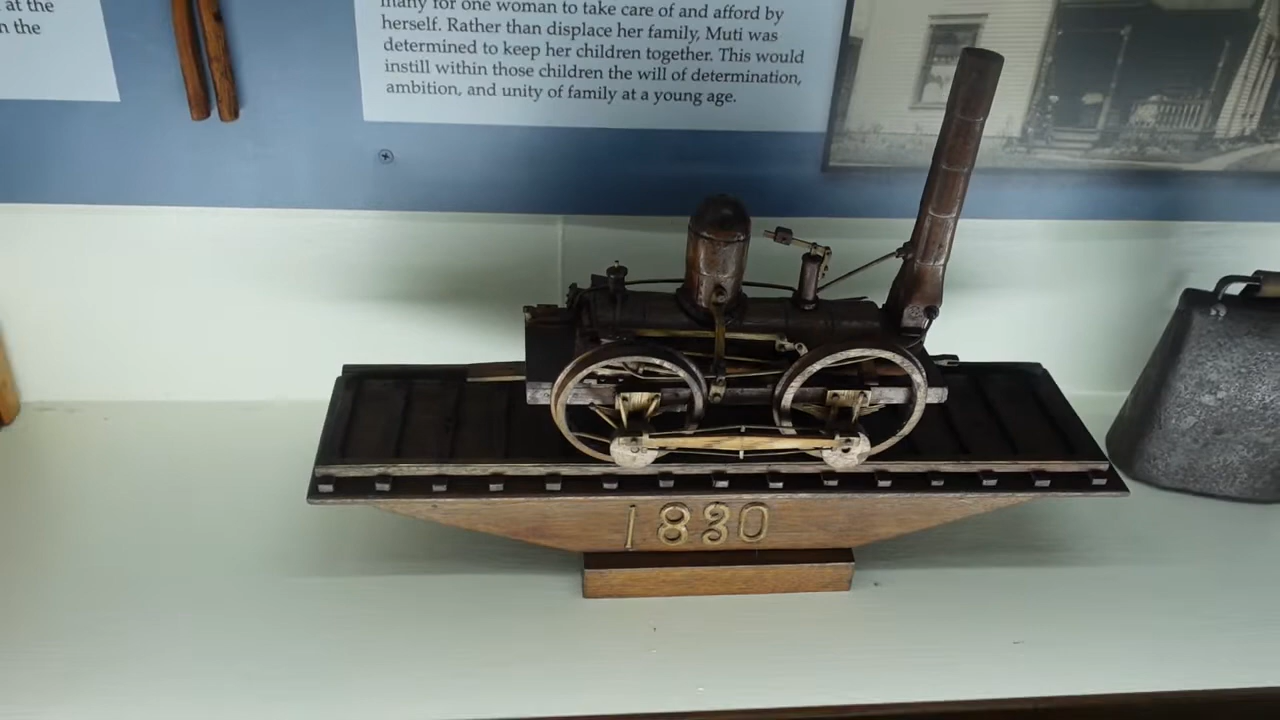 at the
n the
many for one woman to take care of and afford by
herself. Rather than displace her family, Muti was
determined to keep her children together. This would
instill within those children the will of determination,
ambition, and unity of family at a young age.
1830